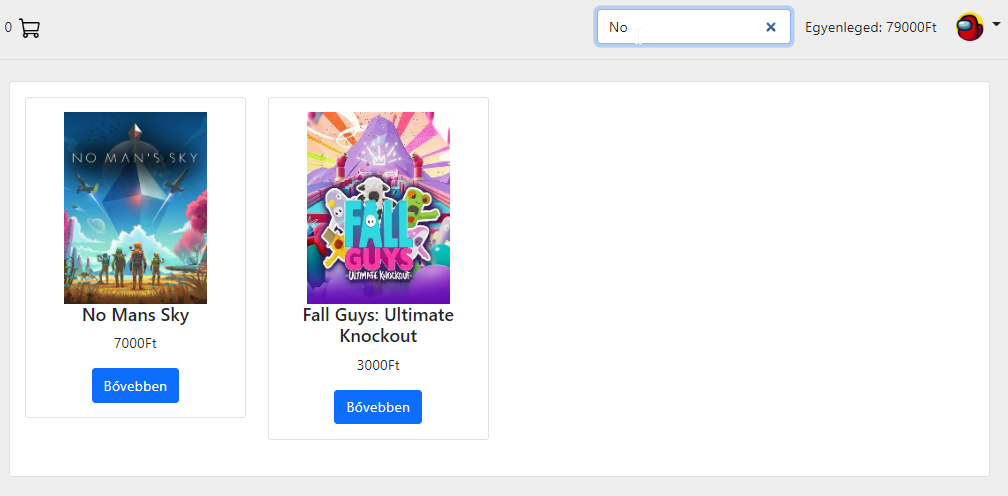 0
No
Egyenleged: 79000Ft
NO MAN'S SKY
No Mans Sky
7000Ft
Bővebben
FALL
GUYS
ULTIMATE KNOCKOUT
Fall Guys: Ultimate
Knockout
3000Ft
Bővebben